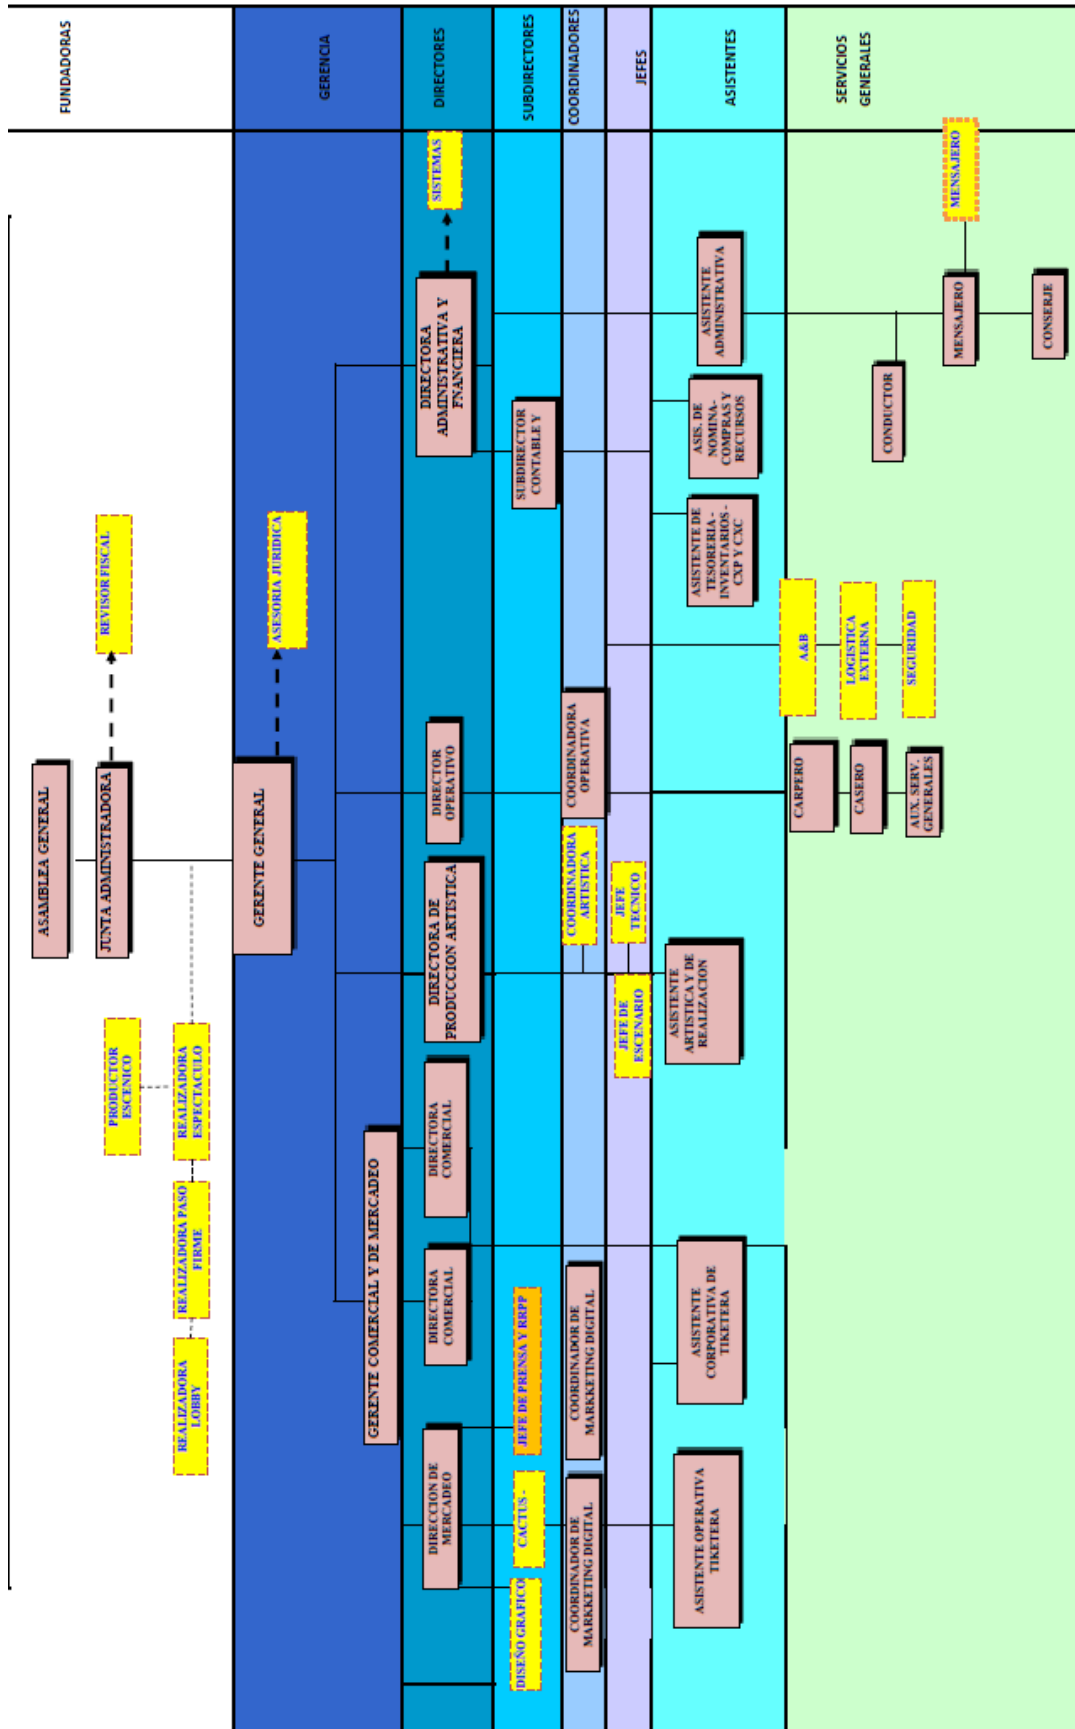 FUNDADORAS
ASAMBLEA GENERAL
JUNTA ADMINISTRADORA
REVISOR FISCAL
PRODUCTOR
ESCENICO
REALIZADORA
LOBBY
REALIZADORA PASO
FIRME
REALIZADORA
ESPECTACULO
GERENCIA
GERENTE GENERAL
ASESORIA JURIDICA
GERENTE COMERCIAL Y DE MERCADEO
DIRECTORES
DIRECCION DE
MERCADEO
DIRECTORA
COMERCIAL
DIRECTORA
COMERCIAL
DIRECTORA DE
PRODUCCION ARTISTICA
DIRECTOR
OPERATIVO
DIRECTORA
ADMINISTRATIVA Y
FNANCIERA
SISTEMAS
SUBDIRECTORES
DISEÑO GRAFICO
CACTUS -
JEFE DE PRENSA Y RRPP
SUBDIRECTOR
CONTABLE Y
COORDINADORES
COORDINADOR DE
MARKKETING DIGITAL
COORDINADOR DE
MARKKETING DIGITAL
COORDINADORA
ARTISTICA
COORDINADORA
OPERATIVA
JEFES
JEFE DE
ESCENARIO
JEFE
TECNICO
ASISTENTES
ASISTENTE OPERATIVA
TIKETERA
ASISTENTE
CORPORATIVA DE
TIKETERA
ASISTENTE
ARTISTICA Y DE
REALIZACION
ASISTENTE DE
TESORERIA-
INVENTARIOS -
CXP Y CXC
ASIS. DE
NOMINA-
COMPRAS Y
RECURSOS
ASISTENTE
ADMINISTRATIVA
SERVICIOS
GENERALES
CARPERO
CASERO
AUX. SERV.
GENERALES
A&B
LOGISTICA
EXTERNA
SEGURIDAD
CONDUCTOR
MENSAJERO
MENSAJERO
CONSERJE